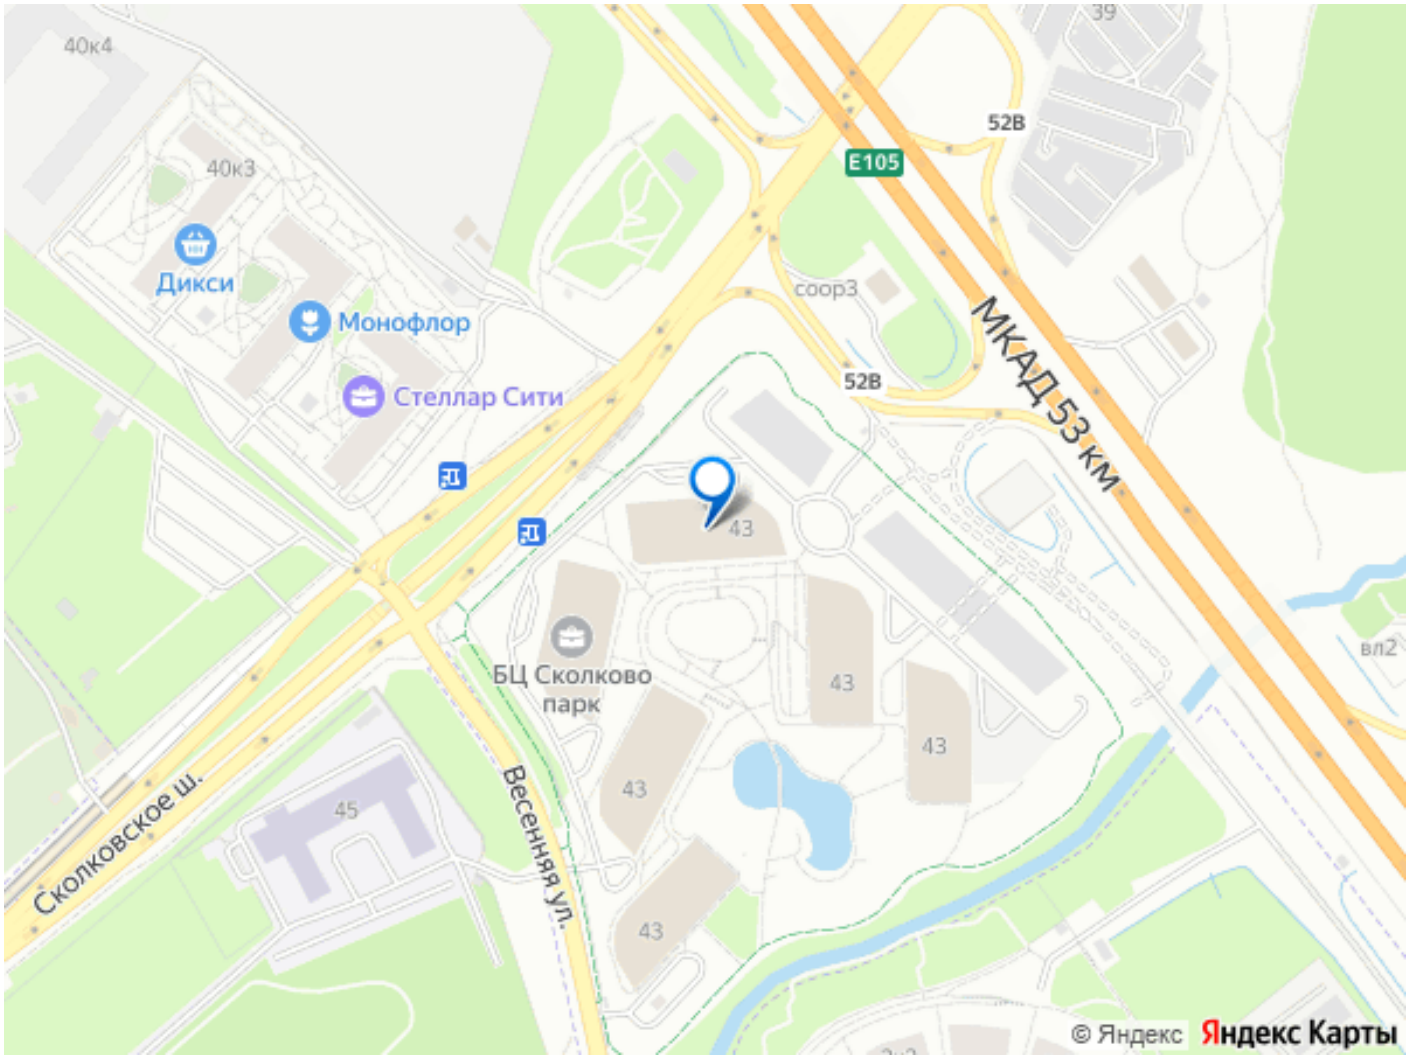 39
40к4
52В
E105
40к3
Дикси
соор3
Монофлор
МКАД 53 км
52В
Стеллар Сити
43
БЦ Сколково
парк
вл2
43
43
43
Весенняя ул.
Сколковское ш.
45
43
© Яндекс
Яндекс Карты